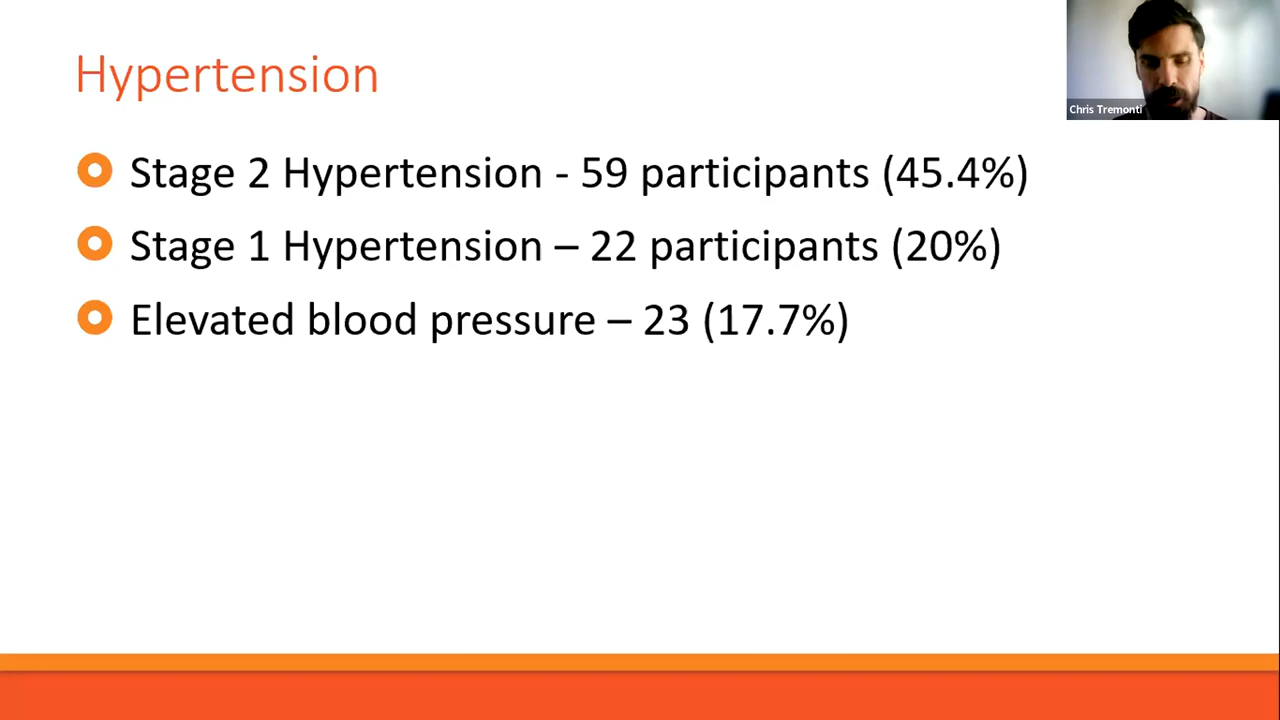 Hypertension
Chris Tremonti
Stage 2 Hypertension - 59 participants (45.4%)
Stage 1 Hypertension – 22 participants (20%)
Elevated blood pressure – 23 (17.7%)